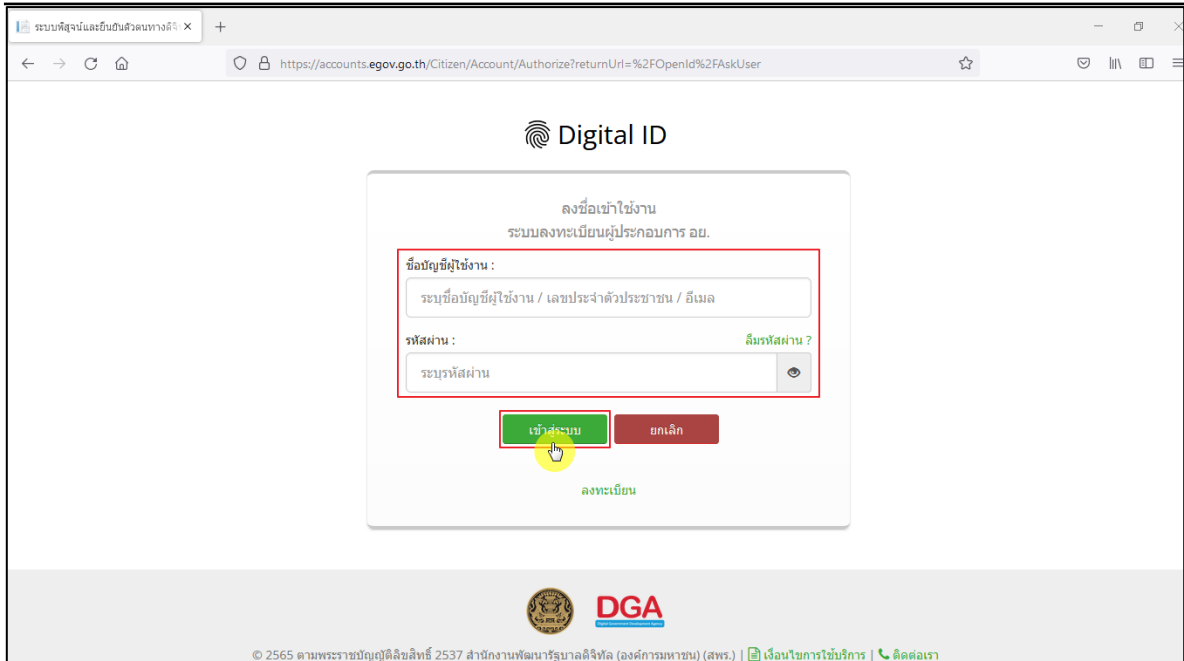 ระบบพิสูจน์และยืนยันตัวตนทางดิจิ
https://accounts.egov.go.th/Citizen/Account/Authorize?returnUrl=%2FOpenId%2FAskUser
Digital ID
ลงชื่อเข้าใช้งาน
ระบบลงทะเบียนผู้ประกอบการ อย.
ชื่อบัญชีผู้ใช้งาน :
ระบุชื่อบัญชีผู้ใช้งาน / เลขประจำตัวประชาชน / อีเมล
รหัสผ่าน : ลืมรหัสผ่าน ?
ระบุรหัสผ่าน
เข้าสู่ระบบ ยกเลิก
ลงทะเบียน
DGA
© 2565 ตามพระราชบัญญัติลิขสิทธิ์ 2537 สำนักงานพัฒนารัฐบาลดิจิทัล (องค์การมหาชน) (สพร.) | เงื่อนไขการใช้บริการ | ติดต่อเรา